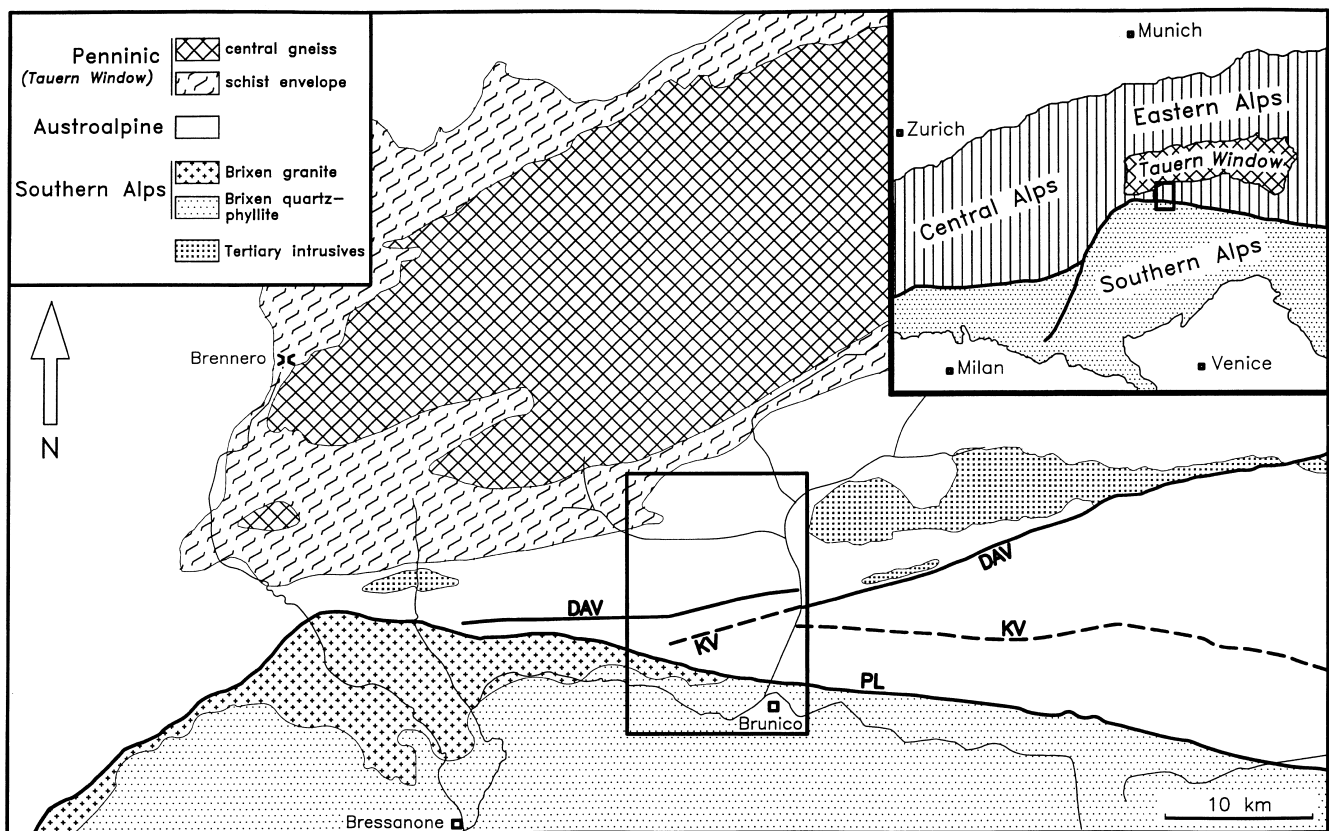 Penninic
(Tauern Window)
central gneiss
schist envelope
Austroalpine
Southern Alps
Brixen granite
Brixen quartz-
phyllite
Tertiary intrusives
Munich
Zurich
Eastern Alps
Tauern Window
Central Alps
Southern Alps
Milan
Venice
Brennero
N
DAV
DAV
KV
KV
PL
Brunico
Bressanone
10 km